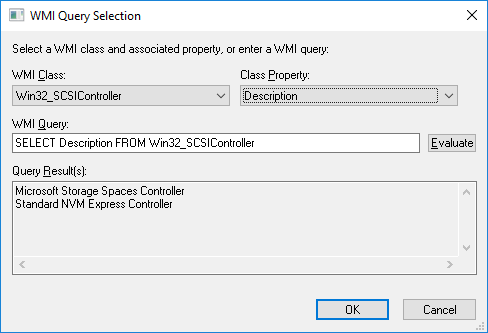 WMI Query Selection
Select a WMI class and associated property, or enter a WMI query:
WMI Class: Class Property:
Win32_SCSIController Description
WMI Query:
SELECT Description FROM Win32_SCSIController Evaluate
Query Result(s):
Microsoft Storage Spaces Controller
Standard NVM Express Controller
OK Cancel